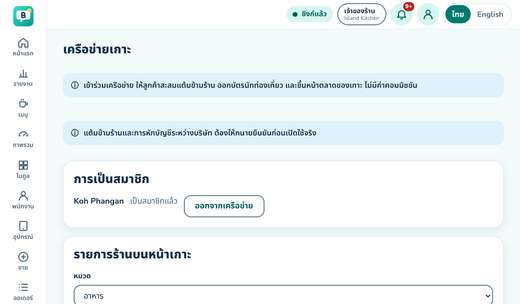 B
ซิงก์แล้ว
เจ้าของร้าน
Island Kitchen
9+
ไทย
English
หน้าแรก
รายงาน
เมนู
ภาพรวม
โมดูล
พนักงาน
อุปกรณ์
ขาย
ออเดอร์
เครือข่ายเกาะ
เข้าร่วมเครือข่าย ให้ลูกค้าสะสมแต้มข้ามร้าน ออกบัตรนักท่องเที่ยว และขึ้นหน้าตลาดของเกาะ ไม่มีค่าคอมมิชชัน
แต้มข้ามร้านและการหักบัญชีระหว่างบริษัท ต้องให้ทนายยืนยันก่อนเปิดใช้จริง
การเป็นสมาชิก
Koh Phangan เป็นสมาชิกแล้ว ออกจากเครือข่าย
รายการร้านบนหน้าเกาะ
หมวด
อาหาร